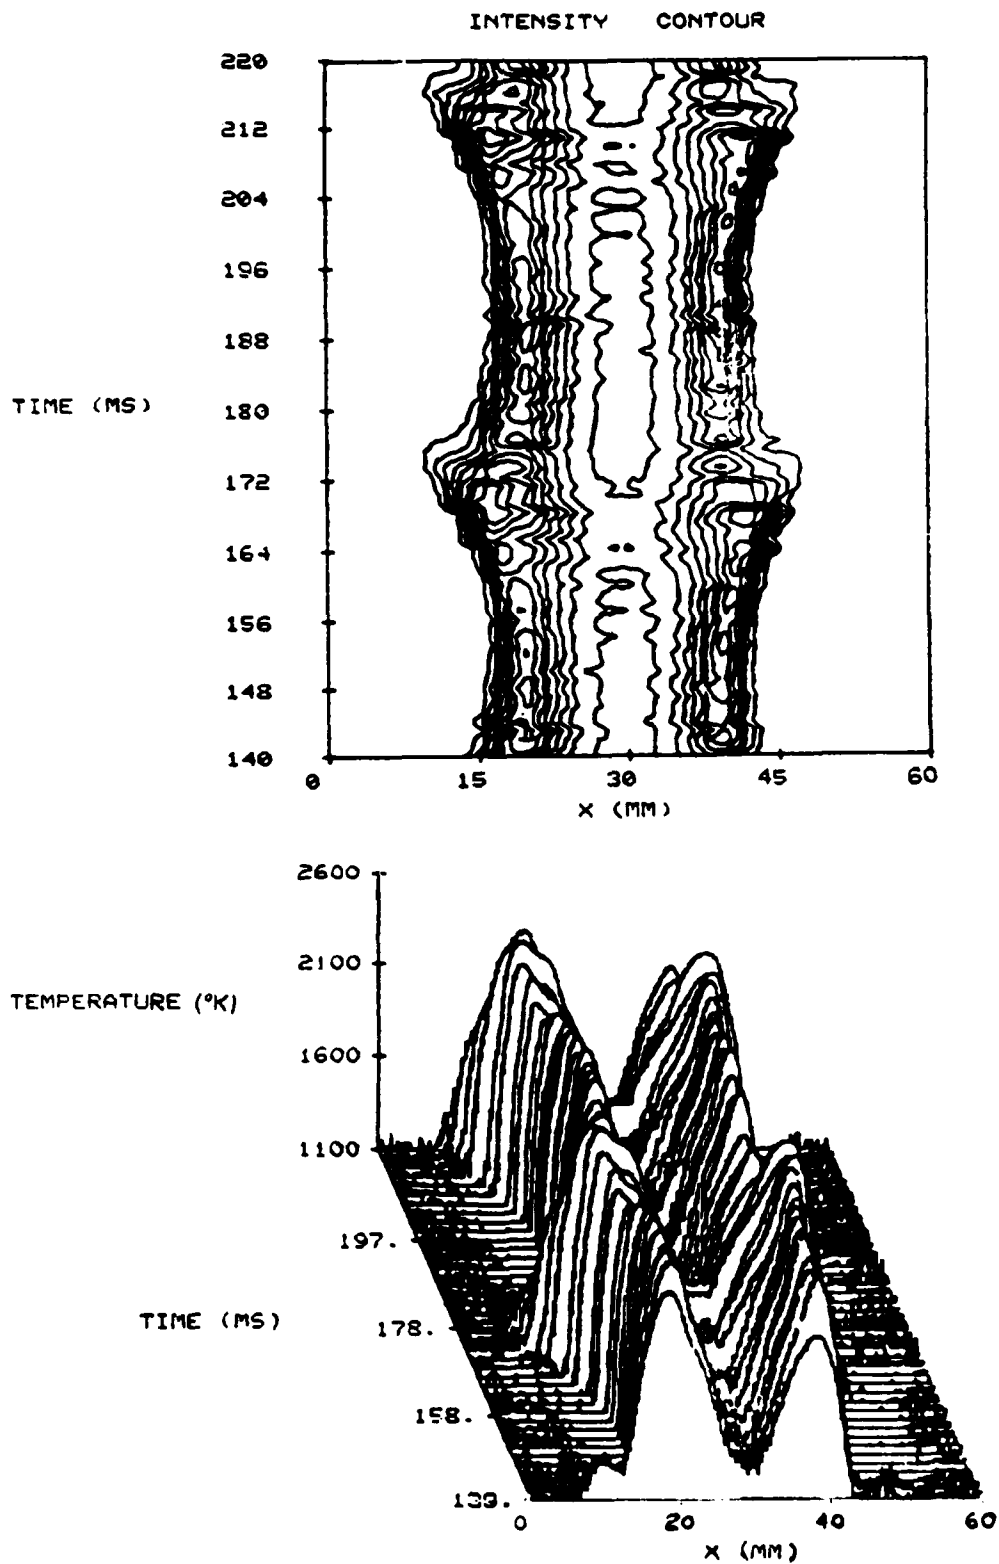 INTENSITY CONTOUR
220
212
204
196
188
TIME (MS)
180
172
164
156
148
140
0 15 30 45 60
X (MM)
2600
2100
TEMPERATURE (°K)
1600
1100
197.
TIME (MS)
178.
158.
139.
0 20 40 60
X (MM)